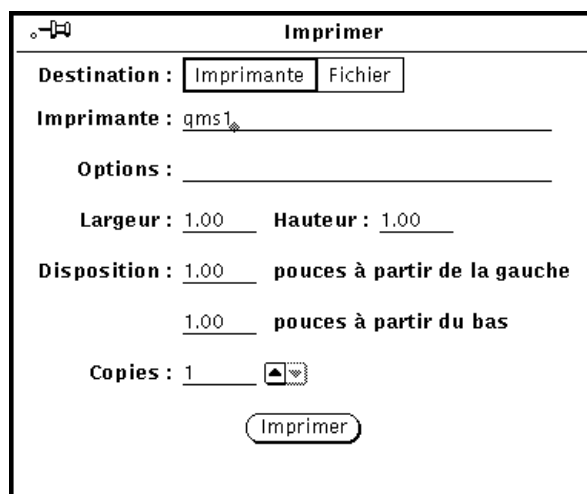 Imprimer
Destination : Imprimante Fichier
Imprimante : qms1
Options :
Largeur : 1.00 Hauteur : 1.00
Disposition : 1.00 pouces à partir de la gauche
1.00 pouces à partir du bas
Copies : 1
Imprimer